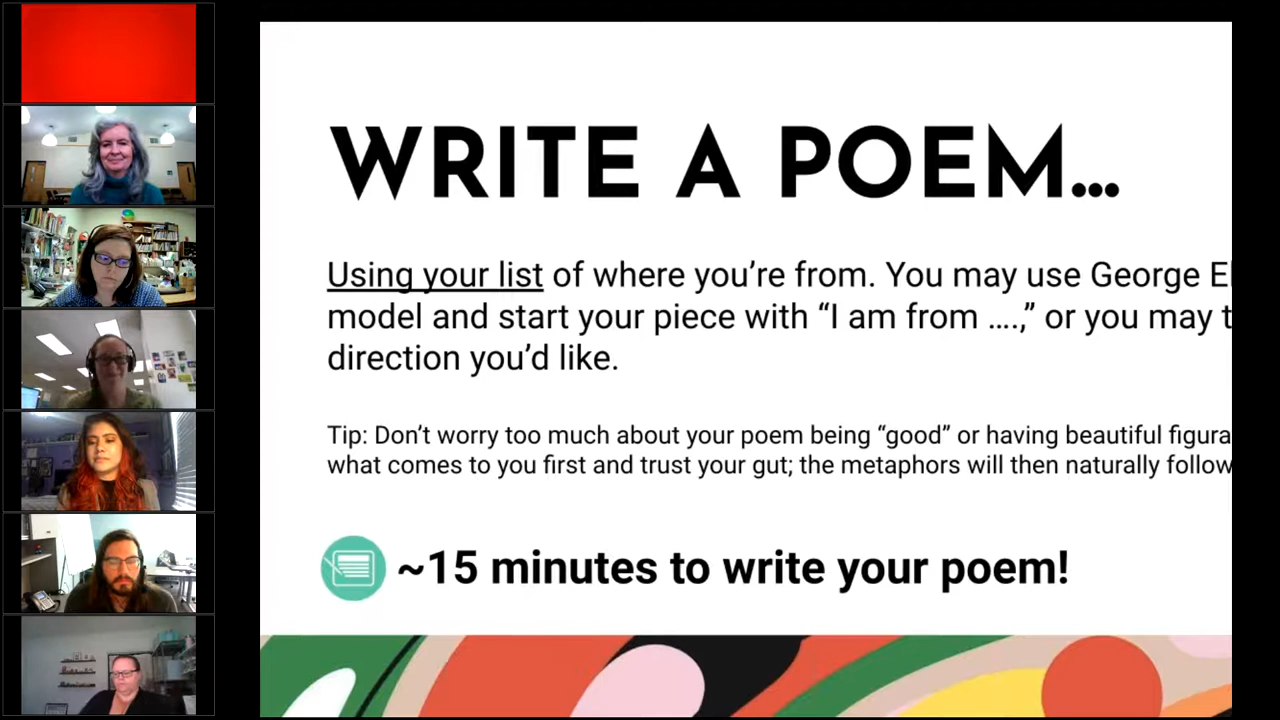 WRITE A POEM...
Using your list of where you're from. You may use George
model and start your piece with “I am from ....,” or you may
direction you'd like.
Tip: Don't worry too much about your poem being “good” or having beautiful
what comes to you first and trust your gut; the metaphors will then naturally follow
~15 minutes to write your poem!